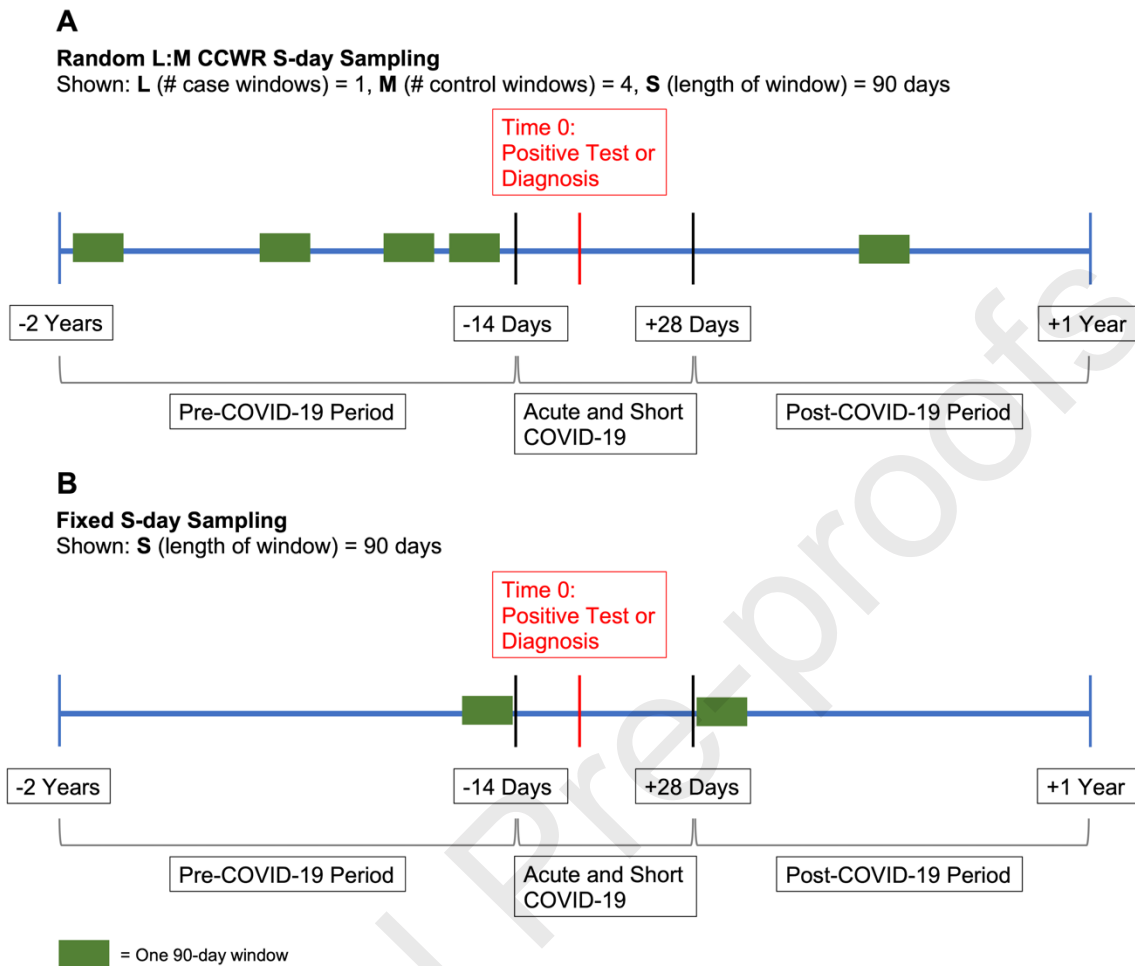 A
Random L:M CCWR S-day Sampling
Shown: L (# case windows) = 1, M (# control windows) = 4, S (length of window) = 90 days
Time 0:
Positive Test or
Diagnosis
-2 Years
-14 Days
+28 Days
+1 Year
Pre-COVID-19 Period
Acute and Short
COVID-19
Post-COVID-19 Period
B
Fixed S-day Sampling
Shown: S (length of window) = 90 days
Time 0:
Positive Test or
Diagnosis
-2 Years
-14 Days
+28 Days
+1 Year
Pre-COVID-19 Period
Acute and Short
COVID-19
Post-COVID-19 Period
= One 90-day window
Pre-proofs